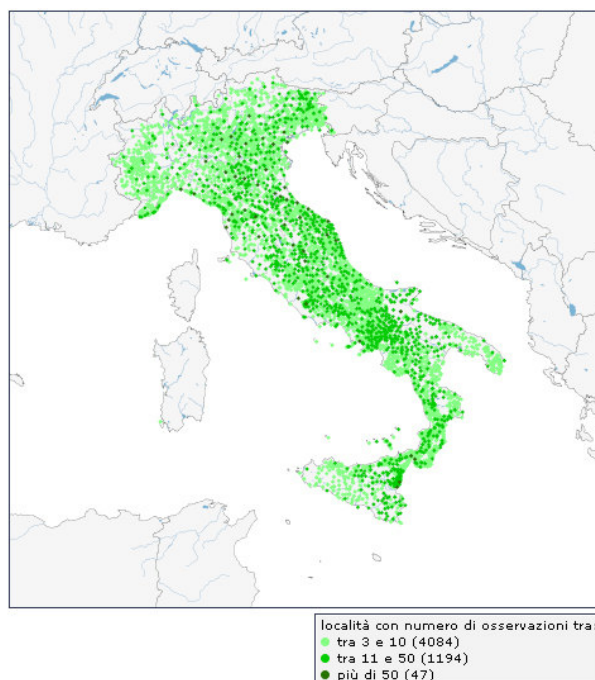 località con numero di osservazioni tra:
tra 3 e 10 (4084)
tra 11 e 50 (1194)
più di 50 (47)